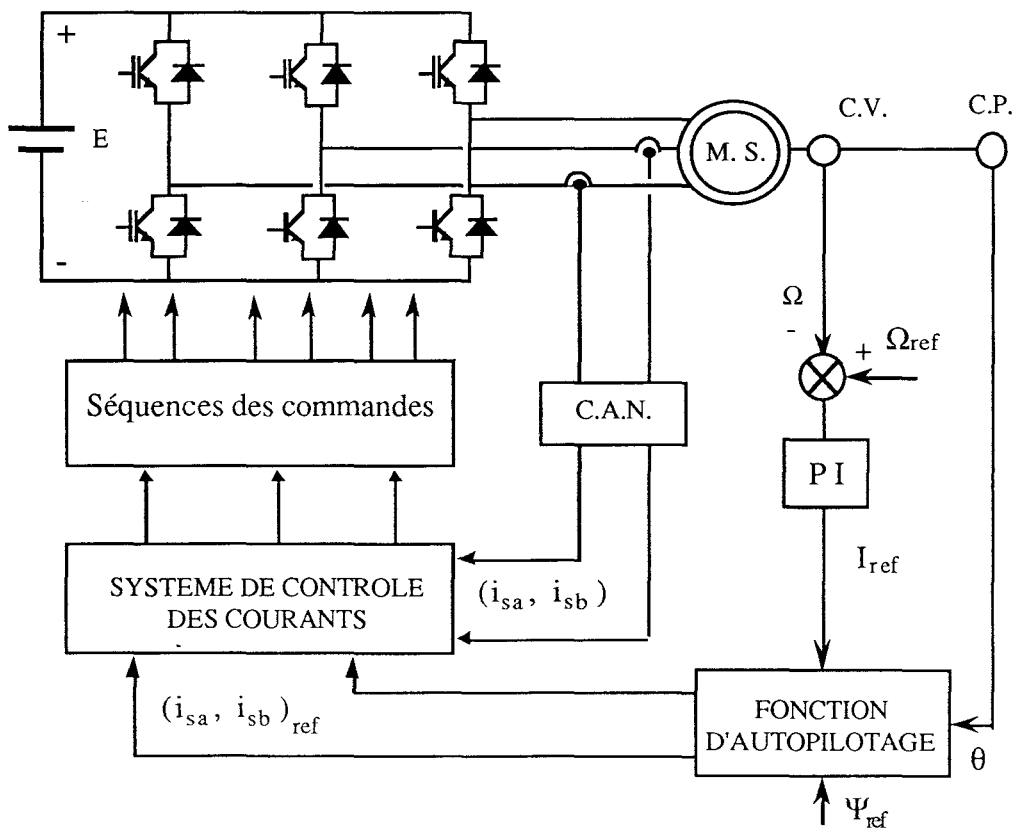 +
E
-
M. S.
C.V.
C.P.
Ω
-
+
Ωref
Séquences des commandes
C.A.N.
P I
SYSTEME DE CONTROLE
DES COURANTS
(isa, isb)
Iref
(isa, isb)ref
FONCTION
D'AUTOPILOTAGE
θ
Ψref